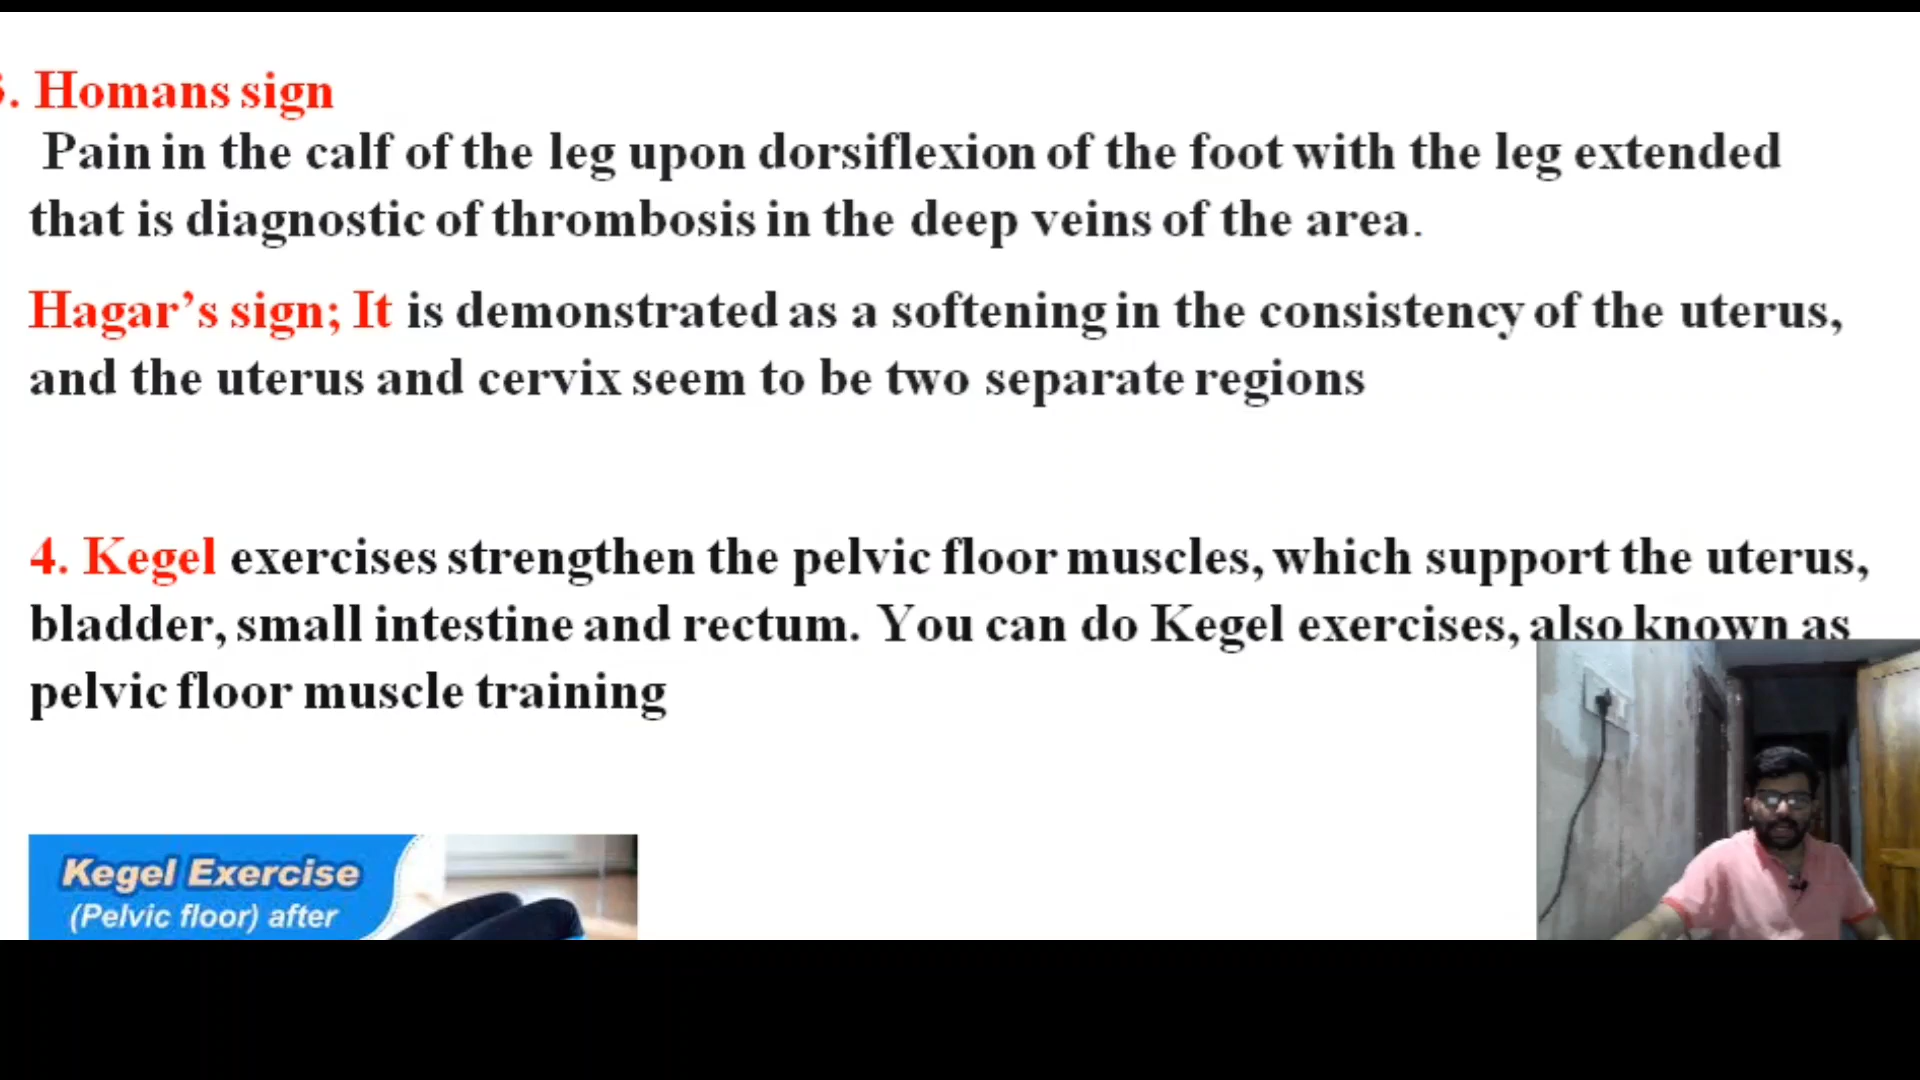 . Homans sign
Pain in the calf of the leg upon dorsiflexion of the foot with the leg extended
that is diagnostic of thrombosis in the deep veins of the area.
Hagar’s sign; It is demonstrated as a softening in the consistency of the uterus,
and the uterus and cervix seem to be two separate regions
4. Kegel exercises strengthen the pelvic floor muscles, which support the uterus,
bladder, small intestine and rectum. You can do Kegel exercises, also known as
pelvic floor muscle training
Kegel Exercise
(Pelvic floor) after